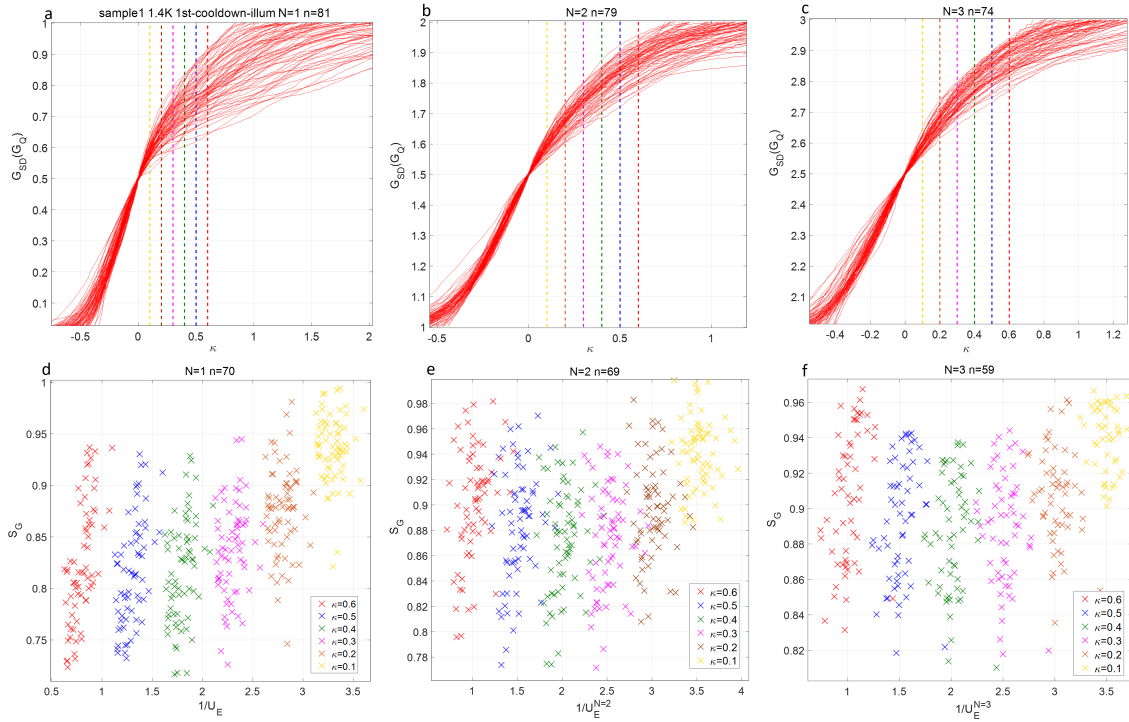 a
sample1 1.4K 1st-cooldown-illum N=1 n=81
1
0.9
0.8
0.7
0.6
0.5
0.4
0.3
0.2
0.1
G_SD(G_Q)
-0.5 0 0.5 1 1.5 2
κ
b
N=2 n=79
2
1.9
1.8
1.7
1.6
1.5
1.4
1.3
1.2
1.1
1
G_SD(G_Q)
-0.5 0 0.5 1
κ
c
N=3 n=74
3
2.9
2.8
2.7
2.6
2.5
2.4
2.3
2.2
2.1
G_SD(G_Q)
-0.4 -0.2 0 0.2 0.4 0.6 0.8 1 1.2
κ
d
N=1 n=70
1
0.95
0.9
0.85
0.8
0.75
S_G
κ=0.6
κ=0.5
κ=0.4
κ=0.3
κ=0.2
κ=0.1
0.5 1 1.5 2 2.5 3 3.5
1/U_E
e
N=2 n=69
0.98
0.96
0.94
0.92
0.9
0.88
0.86
0.84
0.82
0.8
0.78
S_G
κ=0.6
κ=0.5
κ=0.4
κ=0.3
κ=0.2
κ=0.1
1 1.5 2 2.5 3 3.5 4
1/U_E^N=2
f
N=3 n=59
0.96
0.94
0.92
0.9
0.88
0.86
0.84
0.82
S_G
κ=0.6
κ=0.5
κ=0.4
κ=0.3
κ=0.2
κ=0.1
1 1.5 2 2.5 3 3.5
1/U_E^N=3